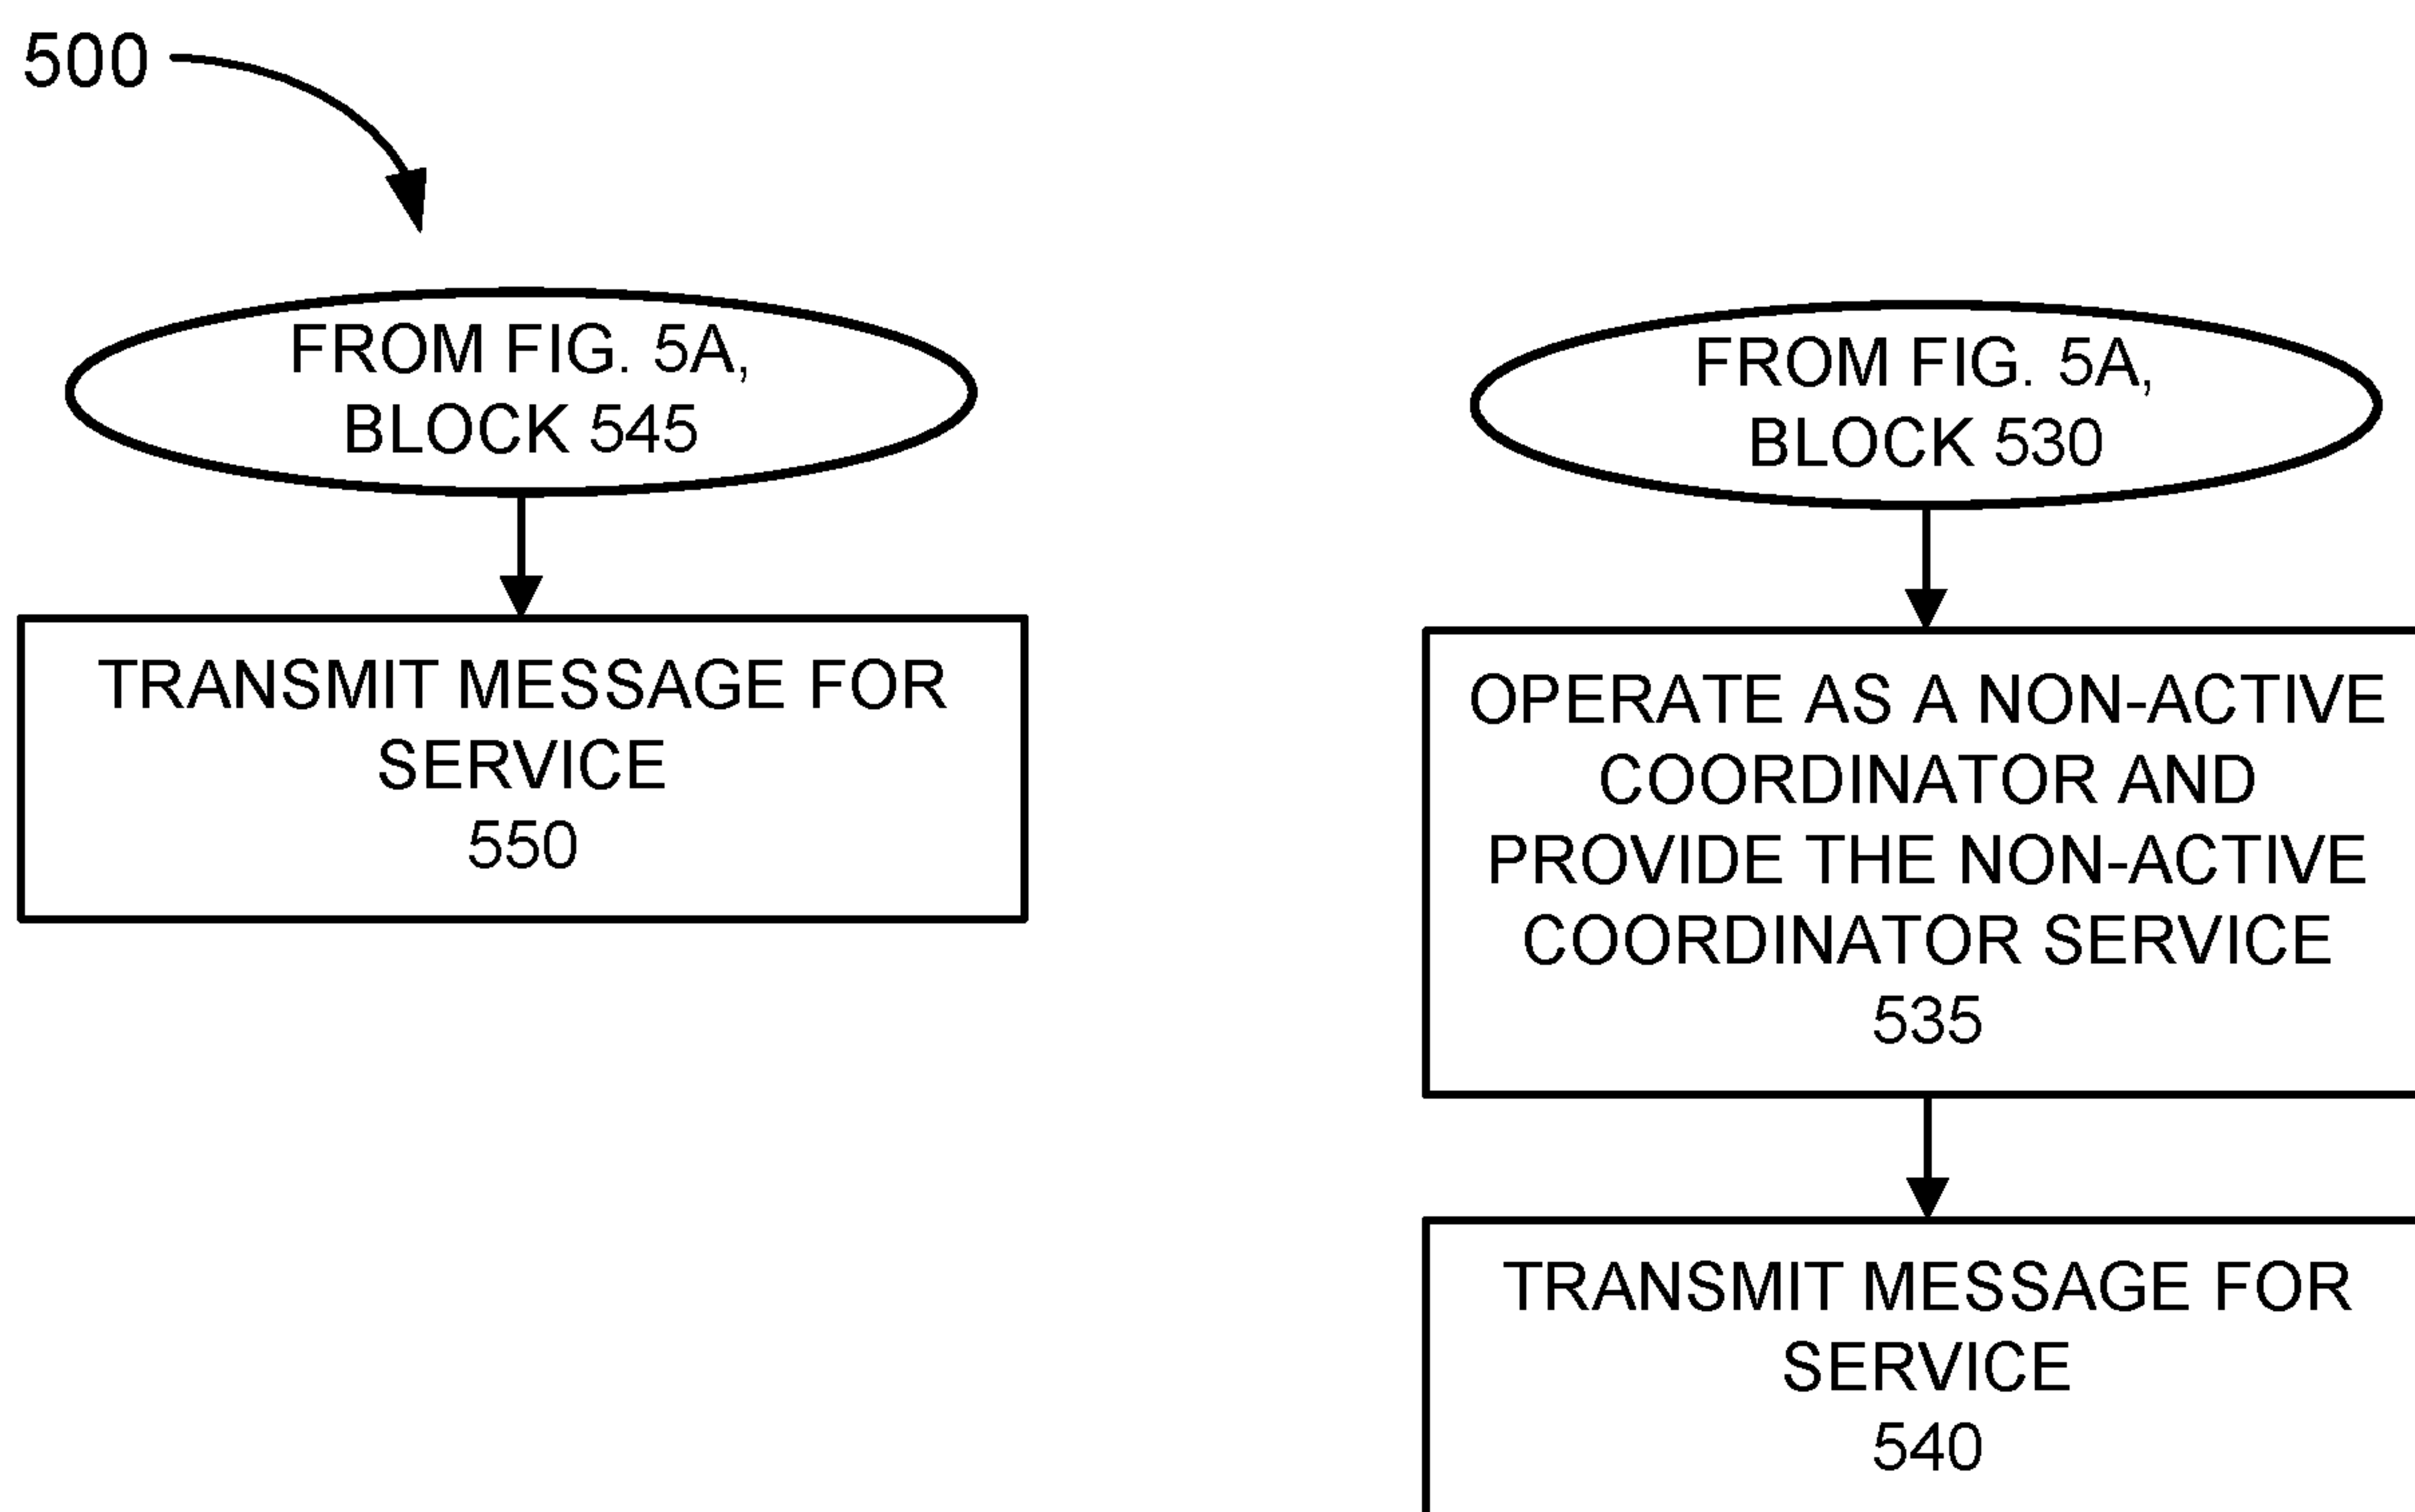 500
FROM FIG. 5A,
BLOCK 545
TRANSMIT MESSAGE FOR
SERVICE
550
FROM FIG. 5A,
BLOCK 530
OPERATE AS A NON-ACTIVE
COORDINATOR AND
PROVIDE THE NON-ACTIVE
COORDINATOR SERVICE
535
TRANSMIT MESSAGE FOR
SERVICE
540